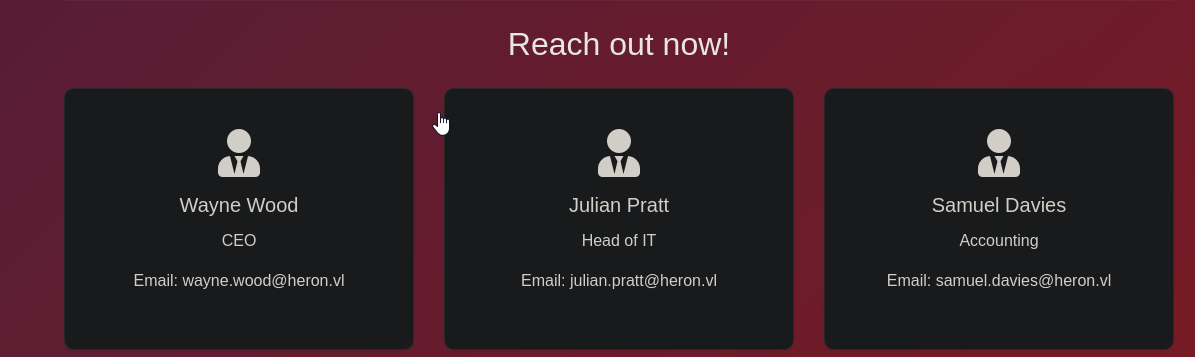 Reach out now!
Wayne Wood
CEO
Email: wayne.wood@heron.vl
Julian Pratt
Head of IT
Email: julian.pratt@heron.vl
Samuel Davies
Accounting
Email: samuel.davies@heron.vl